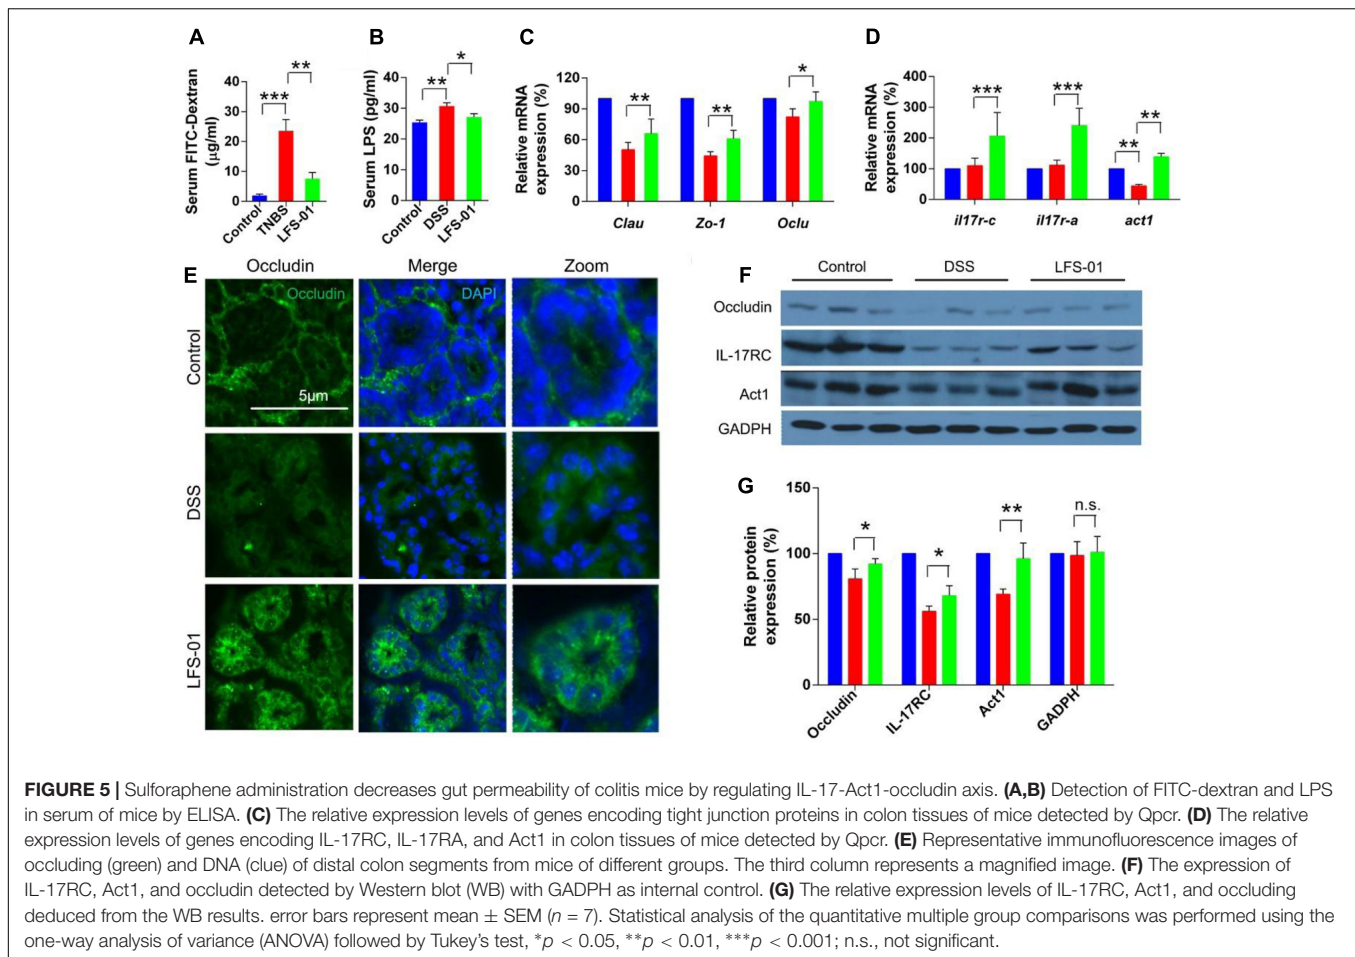 A
Serum FITC-Dextran
(μg/ml)
40
30
20
10
0
***
**
Control
TNBS
LFS-01
B
Serum LPS (pg/ml)
40
30
20
10
0
**
*
Control
DSS
LFS-01
C
Relative mRNA
expression (%)
120
90
60
30
0
**
**
*
Clau
Zo-1
Oclu
D
Relative mRNA
expression (%)
400
300
200
100
0
***
***
**
**
il17r-c
il17r-a
act1
E
Occludin
Merge
Zoom
Control
Occludin
DAPI
5μm
DSS
LFS-01
F
Control
DSS
LFS-01
Occludin
IL-17RC
Act1
GADPH
G
Relative protein
expression (%)
150
100
50
0
*
*
**
n.s.
Occludin
IL-17RC
Act1
GADPH
FIGURE 5 | Sulforaphene administration decreases gut permeability of colitis mice by regulating IL-17-Act1-occludin axis. (A,B) Detection of FITC-dextran and LPS
in serum of mice by ELISA. (C) The relative expression levels of genes encoding tight junction proteins in colon tissues of mice detected by Qpcr. (D) The relative
expression levels of genes encoding IL-17RC, IL-17RA, and Act1 in colon tissues of mice detected by Qpcr. (E) Representative immunofluorescence images of
occluding (green) and DNA (clue) of distal colon segments from mice of different groups. The third column represents a magnified image. (F) The expression of
IL-17RC, Act1, and occludin detected by Western blot (WB) with GADPH as internal control. (G) The relative expression levels of IL-17RC, Act1, and occluding
deduced from the WB results. error bars represent mean ± SEM (n = 7). Statistical analysis of the quantitative multiple group comparisons was performed using the
one-way analysis of variance (ANOVA) followed by Tukey's test, *p < 0.05, **p < 0.01, ***p < 0.001; n.s., not significant.